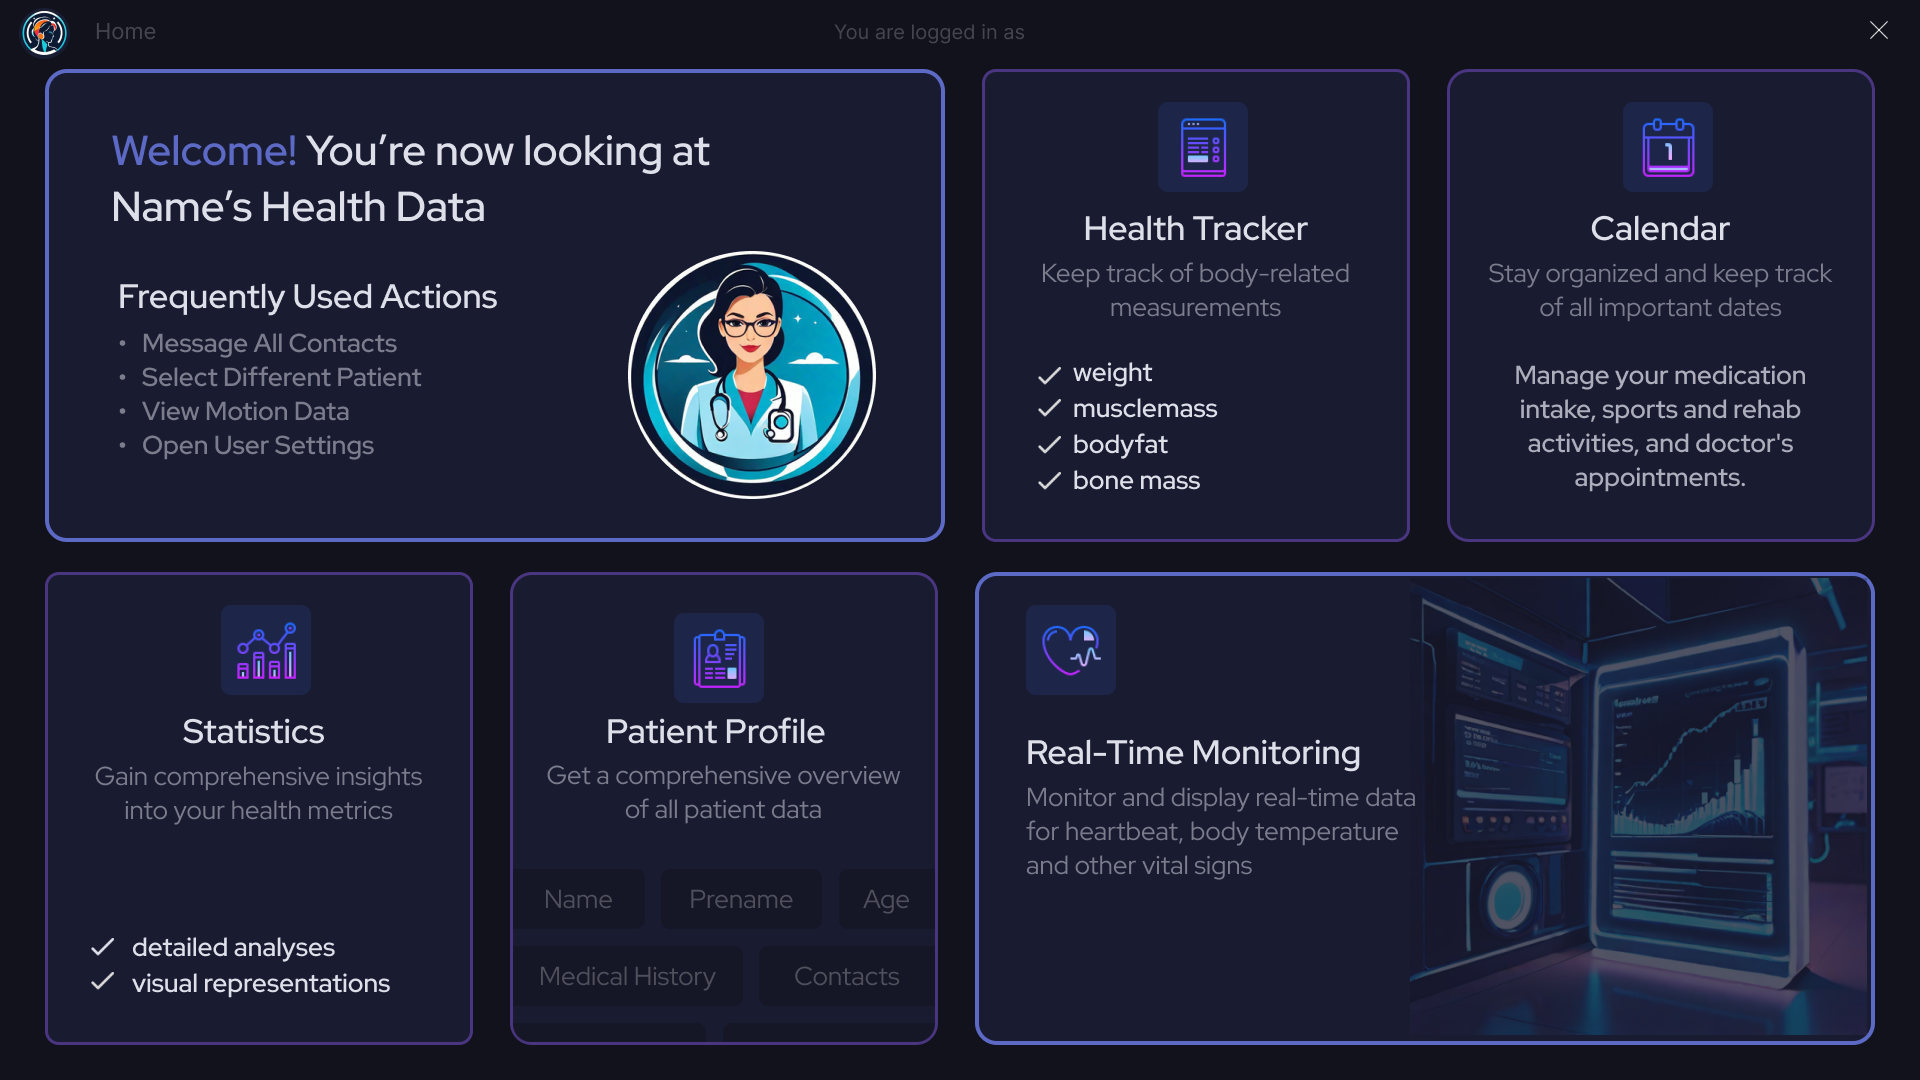 Home
You are logged in as
Welcome! You're now looking at
Name's Health Data
Frequently Used Actions
• Message All Contacts
• Select Different Patient
• View Motion Data
• Open User Settings
Health Tracker
Keep track of body-related
measurements
weight
musclemass
bodyfat
bone mass
1
Calendar
Stay organized and keep track
of all important dates
Manage your medication
intake, sports and rehab
activities, and doctor's
appointments.
Statistics
Gain comprehensive insights
into your health metrics
detailed analyses
visual representations
Patient Profile
Get a comprehensive overview
of all patient data
Name
Prename
Age
Medical History
Contacts
Real-Time Monitoring
Monitor and display real-time data
for heartbeat, body temperature
and other vital signs